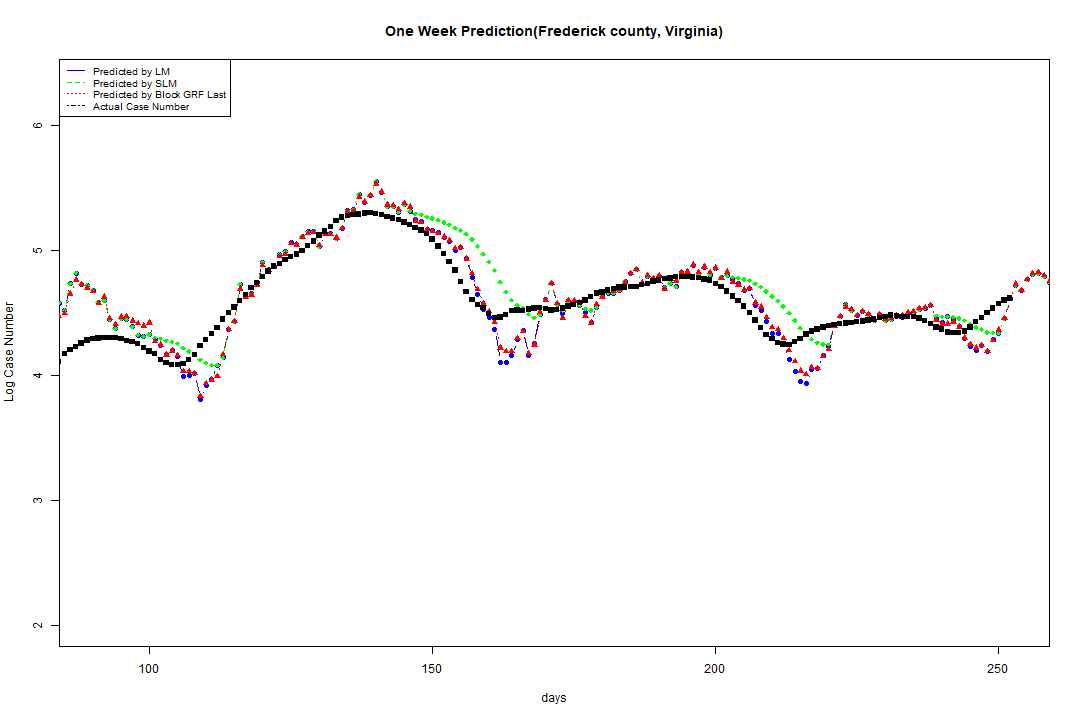 One Week Prediction(Frederick county, Virginia)
Predicted by LM
Predicted by SLM
Predicted by Block GRF Last
Actual Case Number
6
5
4
3
2
Log Case Number
100
150
200
250
days